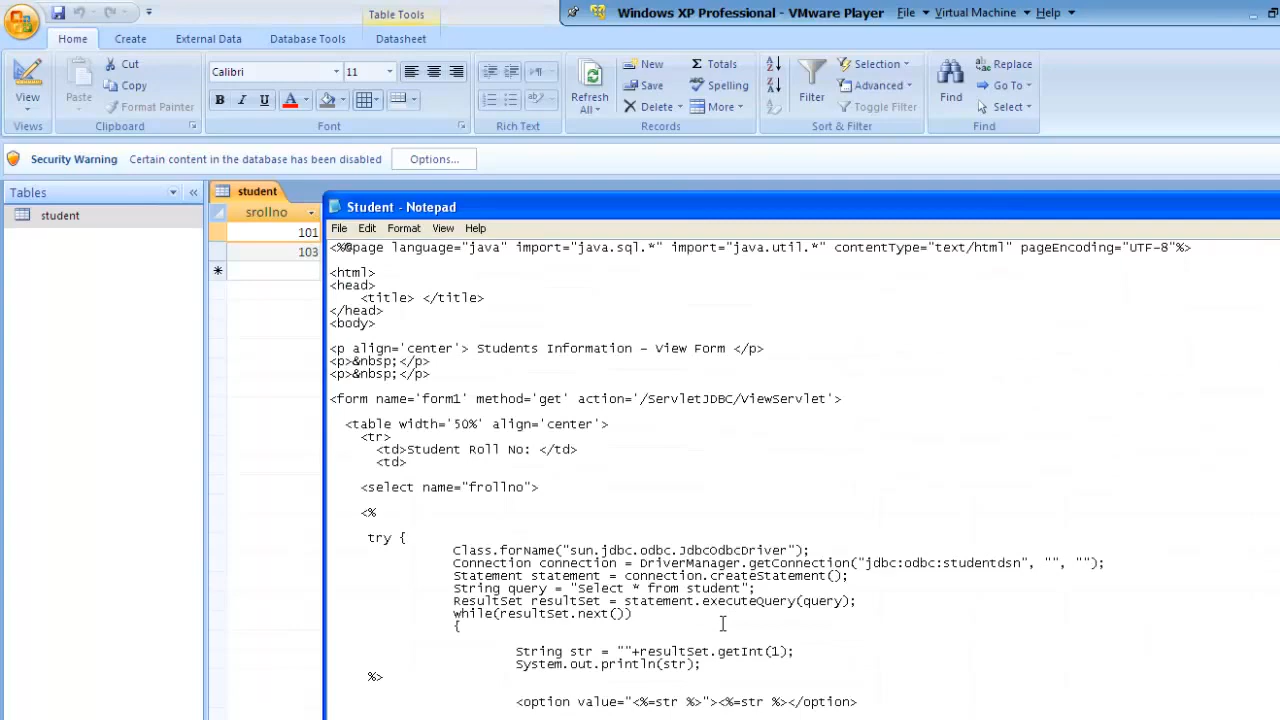 Table Tools
Windows XP Professional - VMware Player File Virtual Machine Help
Home Create External Data Database Tools Datasheet
View
Views
Paste
Cut
Copy
Format Painter
Clipboard
Calibri 11
B I U A
Font
Rich Text
Refresh All
New
Save
Delete
Totals
Spelling
More
Records
Filter
Selection
Advanced
Toggle Filter
Sort & Filter
Find
Replace
Go To
Select
Find
Security Warning Certain content in the database has been disabled Options...
Tables
student
student
srollno
101
103
*
Student - Notepad
File Edit Format View Help
<%@page language="java" import="java.sql.*" import="java.util.*" contentType="text/html" pageEncoding="UTF-8"%>
<html>
<head>
<title> </title>
</head>
<body>
<p align='center'> Students Information - View Form </p>
<p>&nbsp;</p>
<p>&nbsp;</p>
<form name='form1' method='get' action='/ServletJDBC/ViewServlet'>
<table width='50%' align='center'>
<tr>
<td>Student Roll No: </td>
<td>
<select name="frollno">
<%
try {
Class.forName("sun.jdbc.odbc.JdbcOdbcDriver");
Connection connection = DriverManager.getConnection("jdbc:odbc:studentdsn", "", "");
Statement statement = connection.createStatement();
String query = "Select * from student";
ResultSet resultSet = statement.executeQuery(query);
while(resultSet.next())
{
String str = ""+resultSet.getInt(1);
System.out.println(str);
%>
<option value="<%=str %>"><%=str %></option>